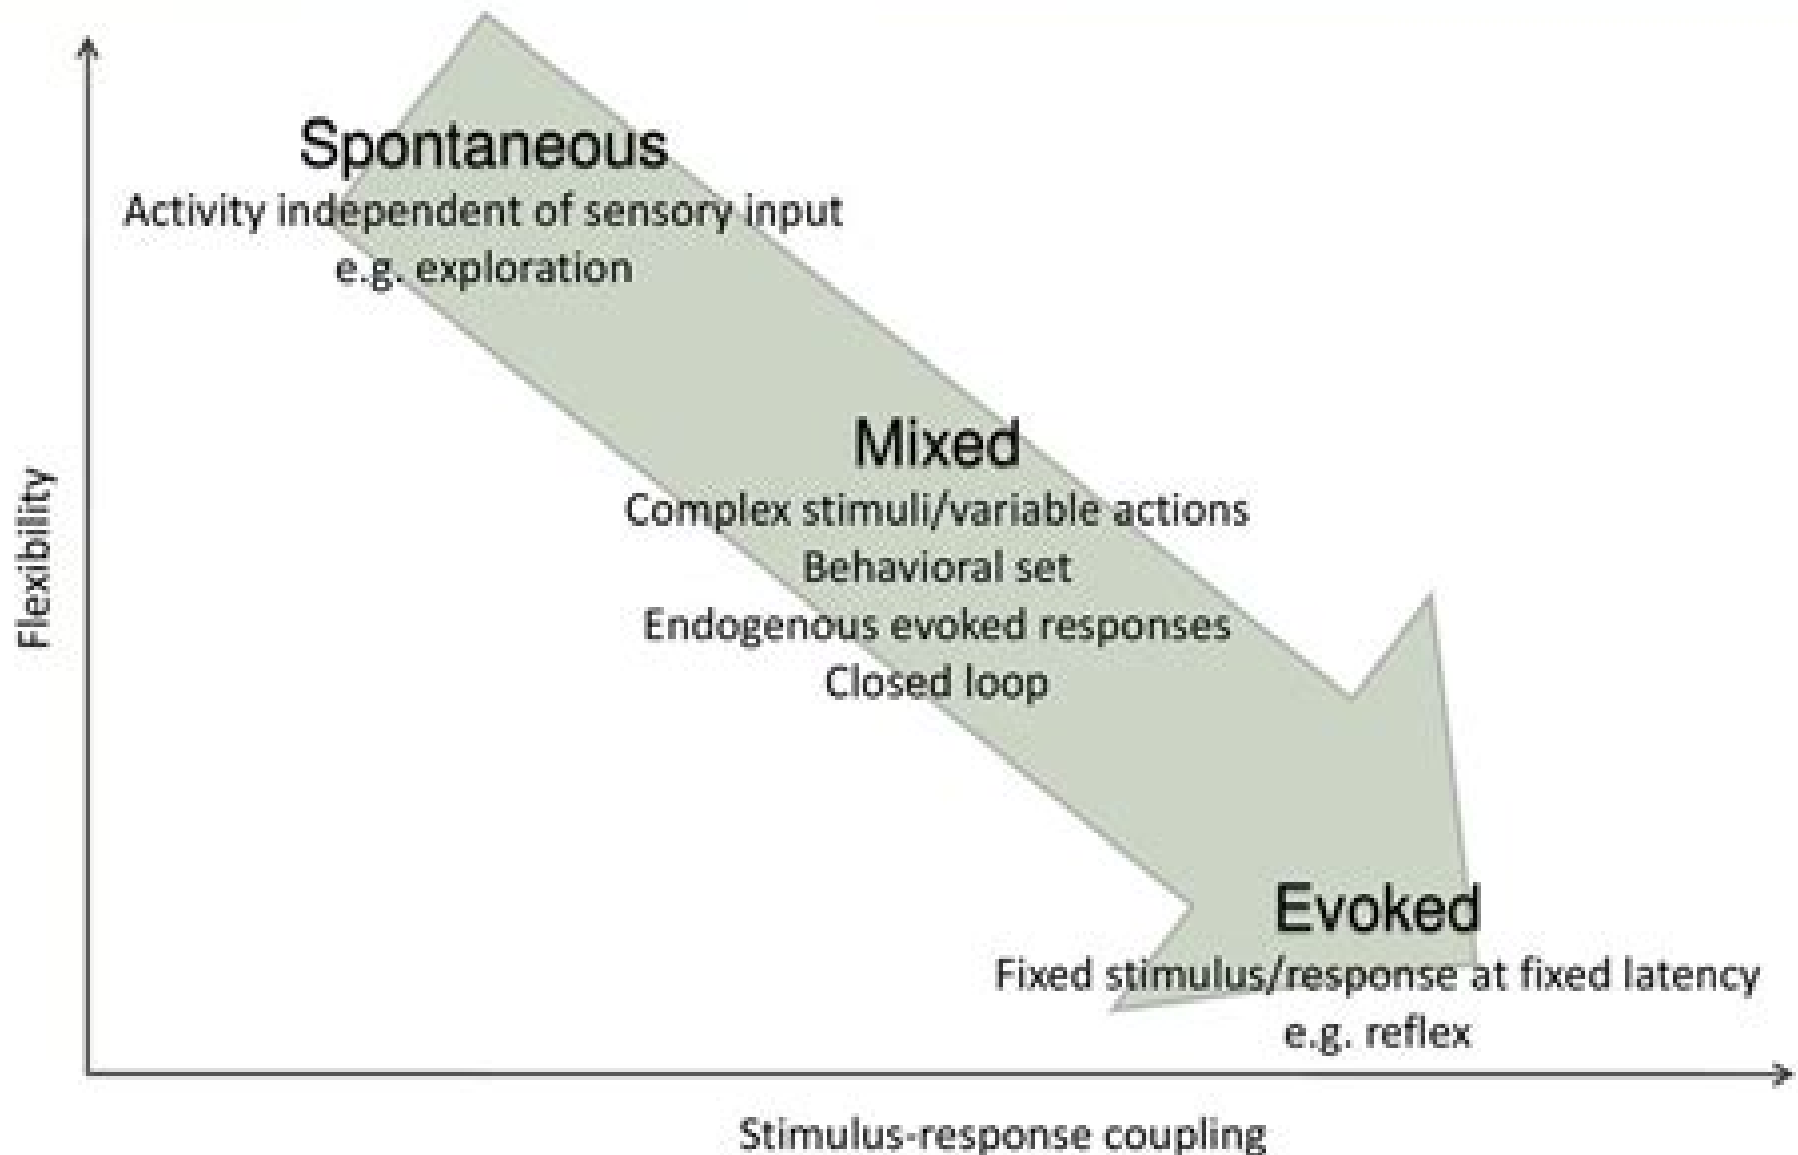 Spontaneous
Activity independent of sensory input
e.g. exploration
Mixed
Complex stimuli/variable actions
Behavioral set
Endogenous evoked responses
Closed loop
Flexibility
Evoked
Fixed stimulus/response at fixed latency
e.g. reflex
Stimulus-response coupling